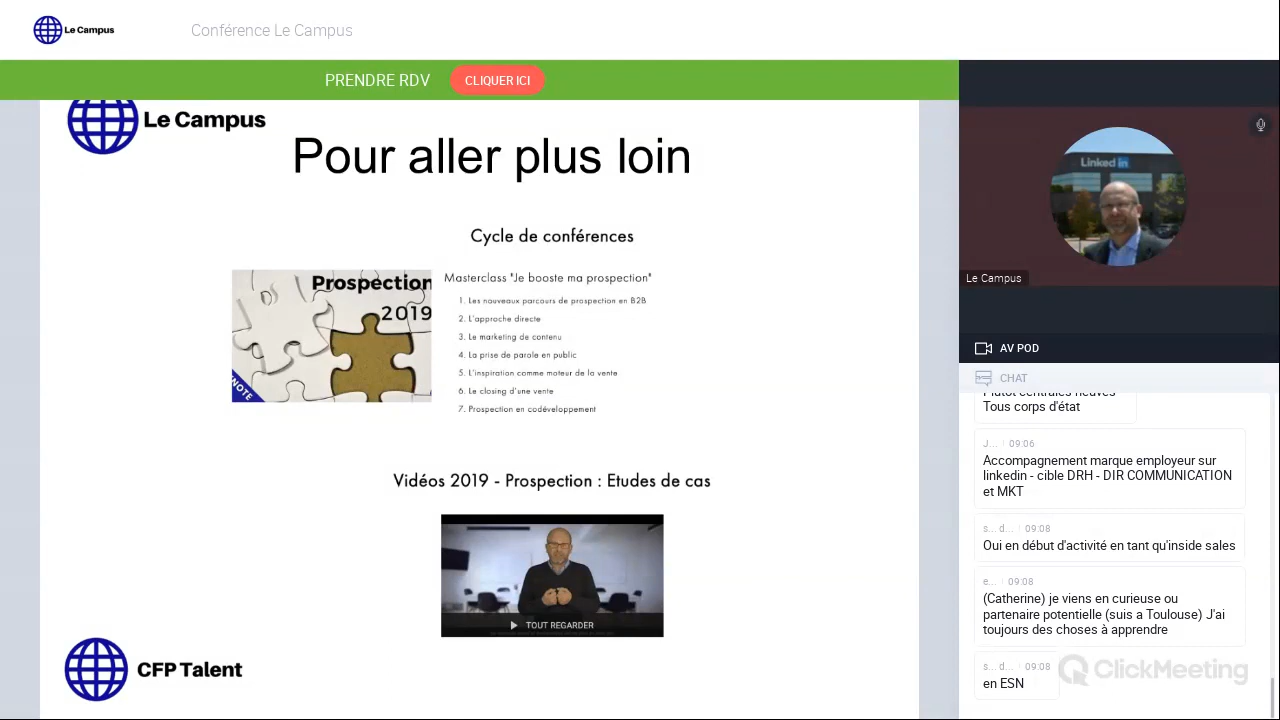 Le Campus
Conférence Le Campus
PRENDRE RDV
CLIQUER ICI
Le Campus
Pour aller plus loin
Cycle de conférences
Prospection
2019
NOTE
Masterclass "Je booste ma prospection"
1. Les nouveaux parcours de prospection en B2B
2. L'approche directe
3. Le marketing de contenu
4. La prise de parole en public
5. L'inspiration comme moteur de la vente
6. Le closing d'une vente
7. Prospection en codéveloppement
Vidéos 2019 - Prospection : Etudes de cas
TOUT REGARDER
CFP Talent
Linked in
Le Campus
AV POD
CHAT
Plutôt centrales neuves
Tous corps d'état
J... 09:06
Accompagnement marque employeur sur
linkedin - cible DRH - DIR COMMUNICATION
et MKT
s... d... 09:08
Oui en début d'activité en tant qu'inside sales
e... 09:08
(Catherine) je viens en curieuse ou
partenaire potentielle (suis a Toulouse) J'ai
toujours des choses à apprendre
s... d... 09:08
en ESN
ClickMeeting